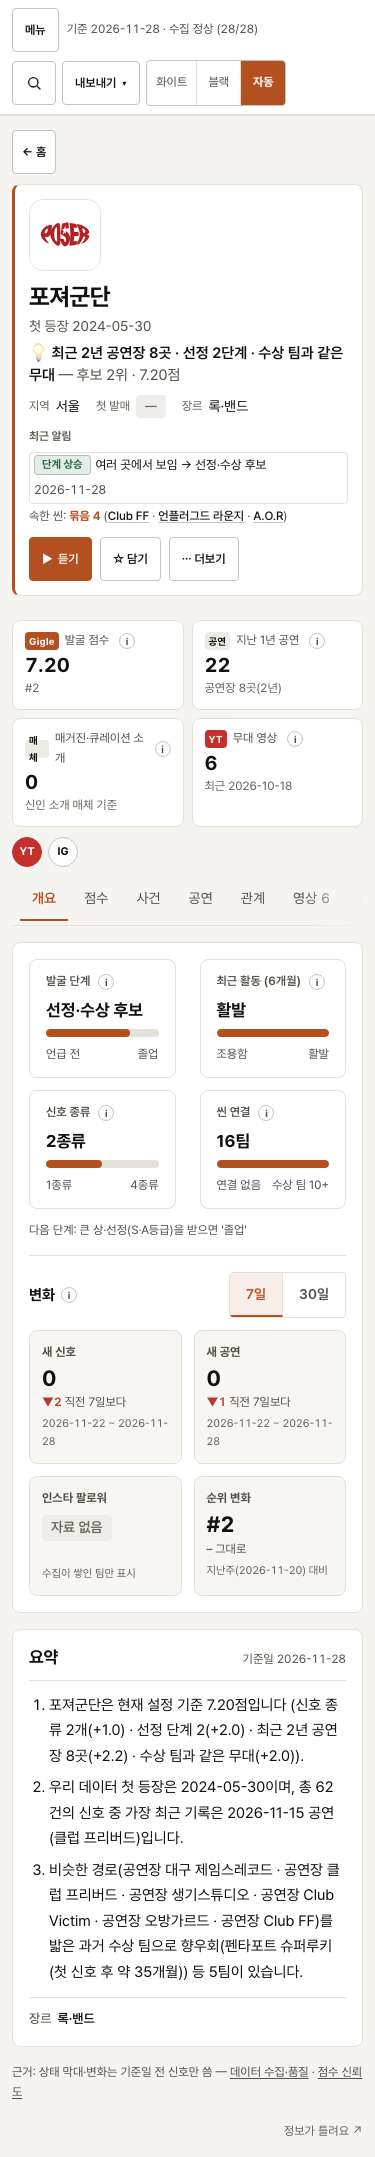 메뉴 기준 2026-11-28 · 수집 정상 (28/28)
내보내기 ▾ 화이트 블랙 자동
← 홈
POSER
포져군단
첫 등장 2024-05-30
💡 최근 2년 공연장 8곳 · 선정 2단계 · 수상 팀과 같은
무대 — 후보 2위 · 7.20점
지역 서울 첫 발매 — 장르 록·밴드
최근 알림
단계 상승 여러 곳에서 보임 → 선정·수상 후보
2026-11-28
속한 씬: 묶음 4 (Club FF · 언플러그드 라운지 · A.O.R)
▶ 듣기 ☆ 담기 ··· 더보기
Gigle 발굴 점수 i
7.20
#2
공연 지난 1년 공연 i
22
공연장 8곳(2년)
매체 매거진·큐레이션 소개 i
0
신인 소개 매체 기준
YT 무대 영상 i
6
최근 2026-10-18
YT IG
개요 점수 사건 공연 관계 영상 6
발굴 단계 i
선정·수상 후보
언급 전 졸업
최근 활동 (6개월) i
활발
조용함 활발
신호 종류 i
2종류
1종류 4종류
씬 연결 i
16팀
연결 없음 수상 팀 10+
다음 단계: 큰 상·선정(S·A등급)을 받으면 '졸업'
변화 i 7일 30일
새 신호
0
▼2 직전 7일보다
2026-11-22 – 2026-11-
28
새 공연
0
▼1 직전 7일보다
2026-11-22 – 2026-11-
28
인스타 팔로워
자료 없음
수집이 쌓인 팀만 표시
순위 변화
#2
– 그대로
지난주(2026-11-20) 대비
요약 기준일 2026-11-28
1. 포져군단은 현재 설정 기준 7.20점입니다 (신호 종
류 2개(+1.0) · 선정 단계 2(+2.0) · 최근 2년 공연
장 8곳(+2.2) · 수상 팀과 같은 무대(+2.0)).
2. 우리 데이터 첫 등장은 2024-05-30이며, 총 62
건의 신호 중 가장 최근 기록은 2026-11-15 공연
(클럽 프리버드)입니다.
3. 비슷한 경로(공연장 대구 제임스레코드 · 공연장 클
럽 프리버드 · 공연장 생기스튜디오 · 공연장 Club
Victim · 공연장 오방가르드 · 공연장 Club FF)를
밟은 과거 수상 팀으로 향우회(펜타포트 슈퍼루키
(첫 신호 후 약 35개월)) 등 5팀이 있습니다.
장르 록·밴드
근거: 상태 막대·변화는 기준일 전 신호만 씀 — 데이터 수집·품질 · 점수 신뢰
도
정보가 틀려요 ↗